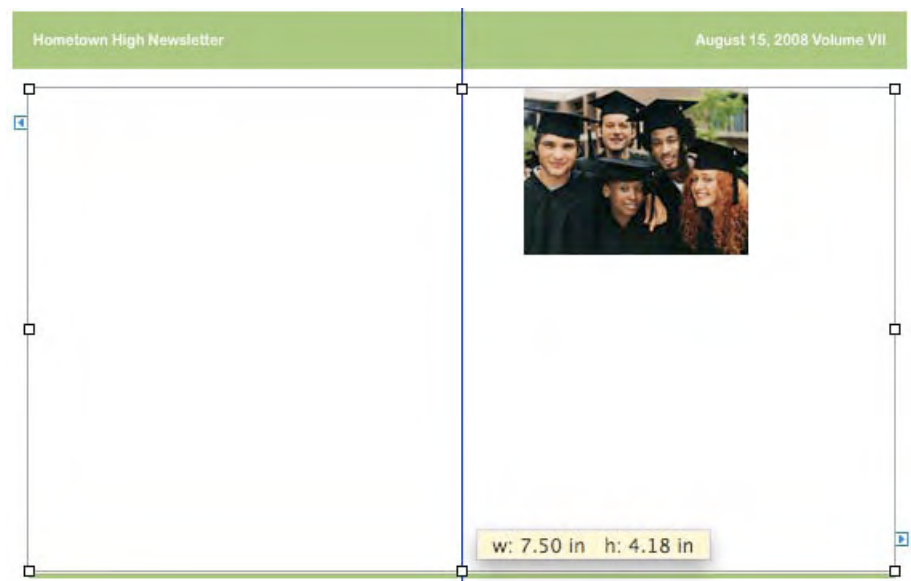 Hometown High Newsletter
August 15, 2008 Volume VII
w: 7.50 in h: 4.18 in